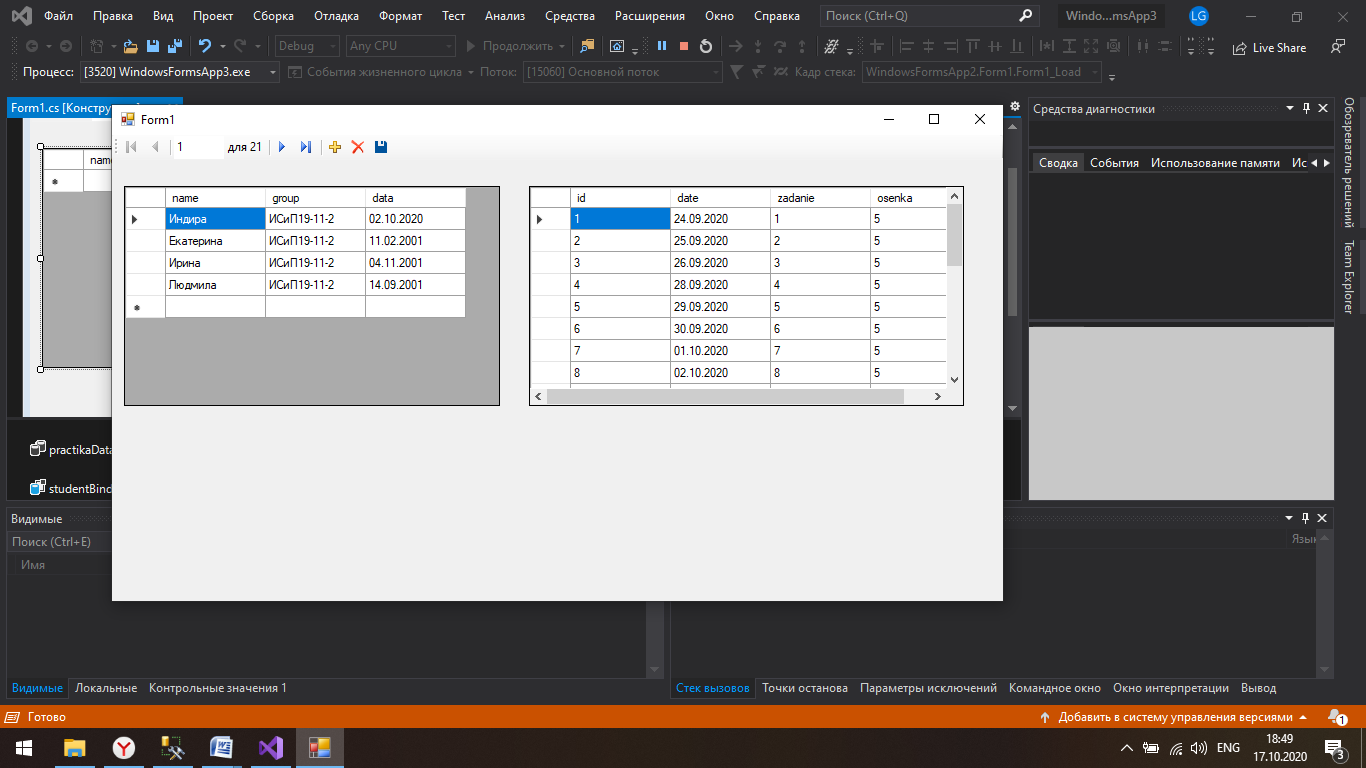 Файл Правка Вид Проект Сборка Отладка Формат Тест Анализ Средства Расширения Окно Справка Поиск (Ctrl+Q) Windo...msApp3 LG
Debug Any CPU Продолжить Live Share
Процесс: [3520] WindowsFormsApp3.exe События жизненного цикла Поток: [15060] Основной поток Кадр стека: WindowsFormsApp2.Form1.Form1_Load
Form1.cs [Констру
Form1
1 для 21
name
name group data
Индира ИСиП19-11-2 02.10.2020
Екатерина ИСиП19-11-2 11.02.2001
Ирина ИСиП19-11-2 04.11.2001
Людмила ИСиП19-11-2 14.09.2001
id date zadanie osenka
1 24.09.2020 1 5
2 25.09.2020 2 5
3 26.09.2020 3 5
4 28.09.2020 4 5
5 29.09.2020 5 5
6 30.09.2020 6 5
7 01.10.2020 7 5
8 02.10.2020 8 5
Средства диагностики
Сводка События Использование памяти Ис
Обозреватель решений
Team Explorer
practikaData
studentBind
Видимые
Поиск (Ctrl+E)
Имя
Язык
Видимые Локальные Контрольные значения 1
Стек вызовов Точки останова Параметры исключений Командное окно Окно интерпретации Вывод
Готово Добавить в систему управления версиями 1
ENG 18:49
17.10.2020 3